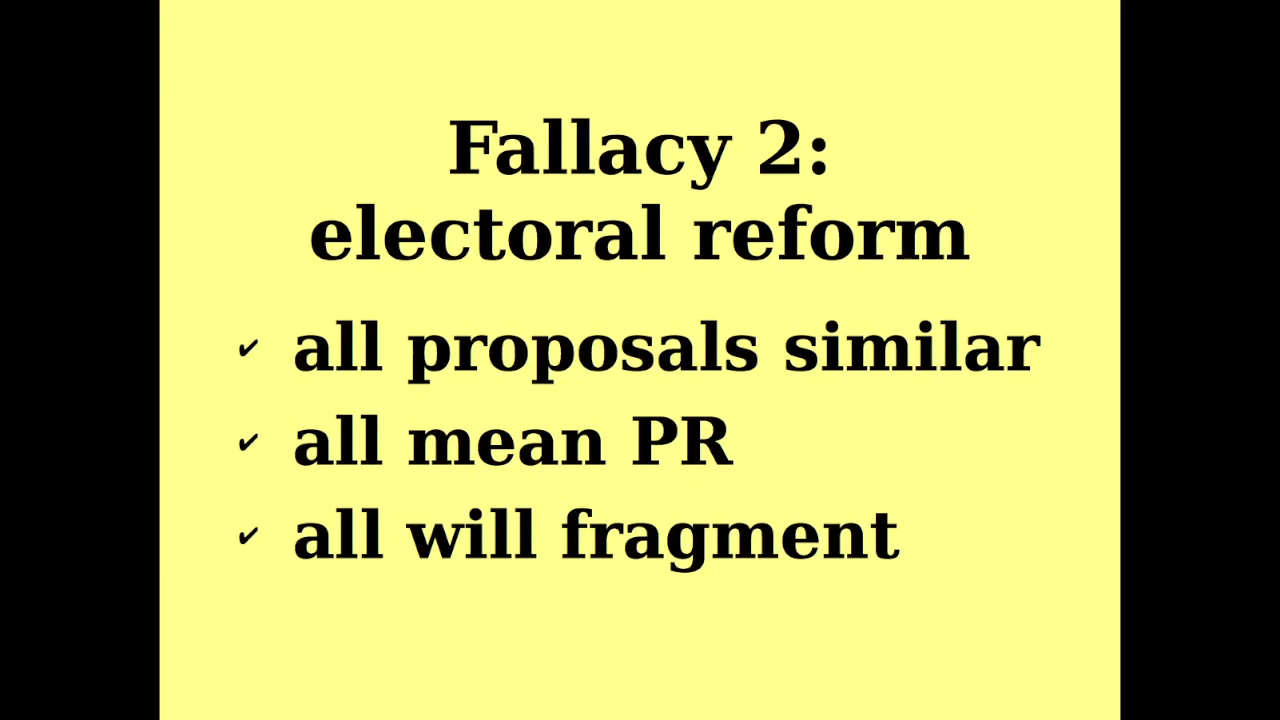 Fallacy 2:
electoral reform
✔ all proposals similar
✔ all mean PR
✔ all will fragment